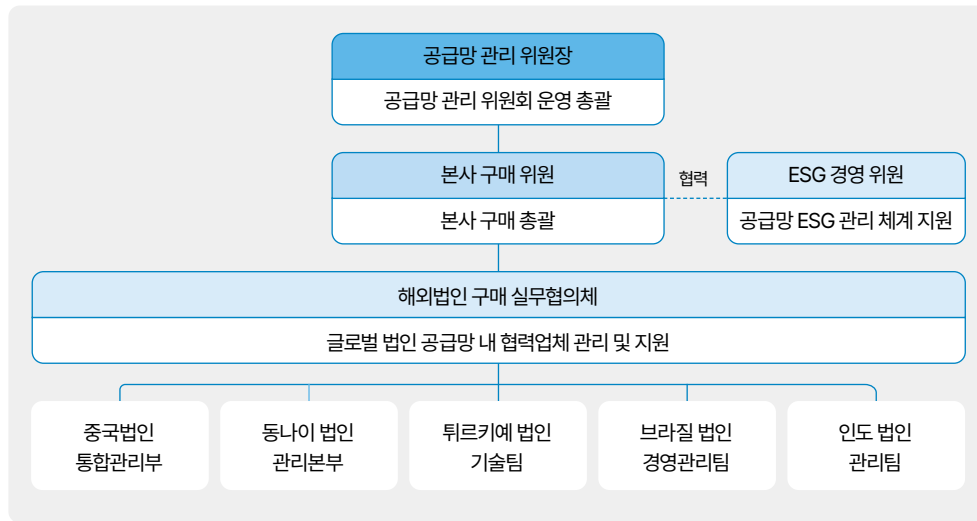 공급망 관리 위원장
공급망 관리 위원회 운영 총괄
본사 구매 위원
협력
ESG 경영 위원
본사 구매 총괄
공급망 ESG 관리 체계 지원
해외법인 구매 실무협의체
글로벌 법인 공급망 내 협력업체 관리 및 지원
중국법인
통합관리부
동나이 법인
관리본부
튀르키예 법인
기술팀
브라질 법인
경영관리팀
인도 법인
관리팀